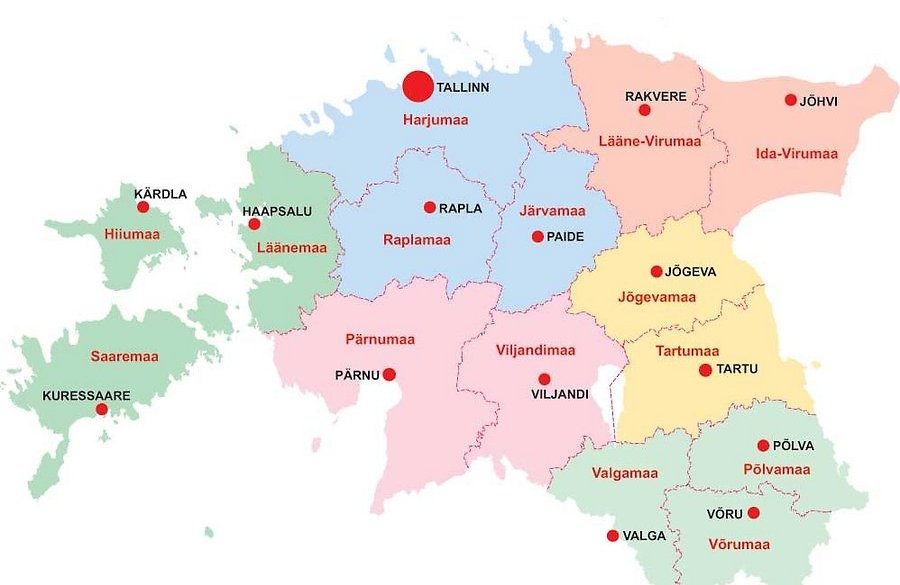 TALLINN
Harjumaa
RAKVERE
Lääne-Virumaa
JÕHVI
Ida-Virumaa
KÄRDLA
Hiiumaa
HAAPSALU
Läänemaa
RAPLA
Raplamaa
Järvamaa
PAIDE
JÕGEVA
Jõgevamaa
Saaremaa
KURESSAARE
Pärnumaa
PÄRNU
Viljandimaa
VILJANDI
Tartumaa
TARTU
Valgamaa
VALGA
PÕLVA
Põlvamaa
VÕRU
Võrumaa